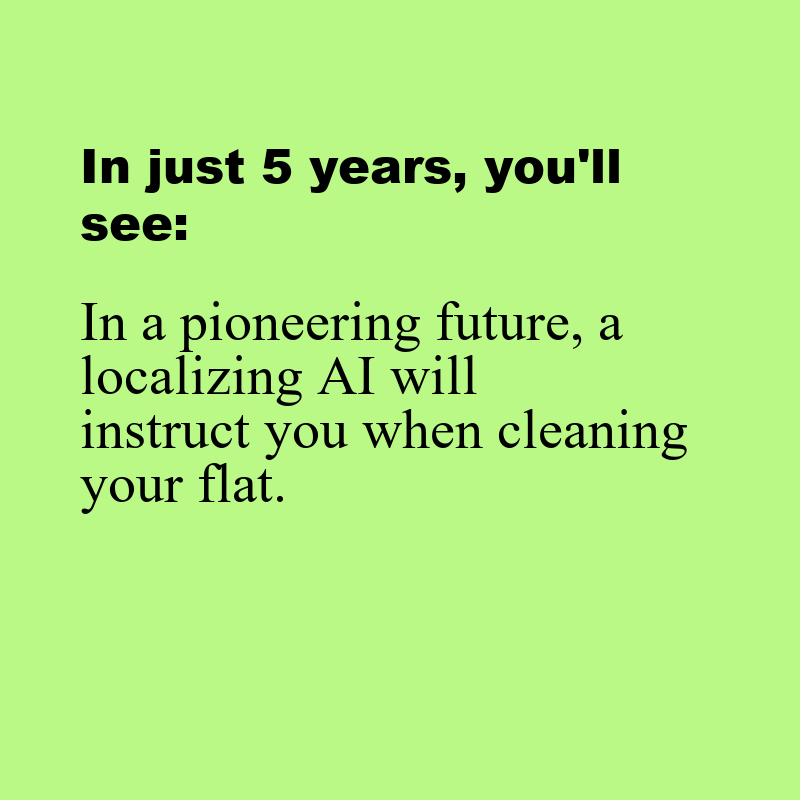 In just 5 years, you'll
see:
In a pioneering future, a
localizing AI will
instruct you when cleaning
your flat.